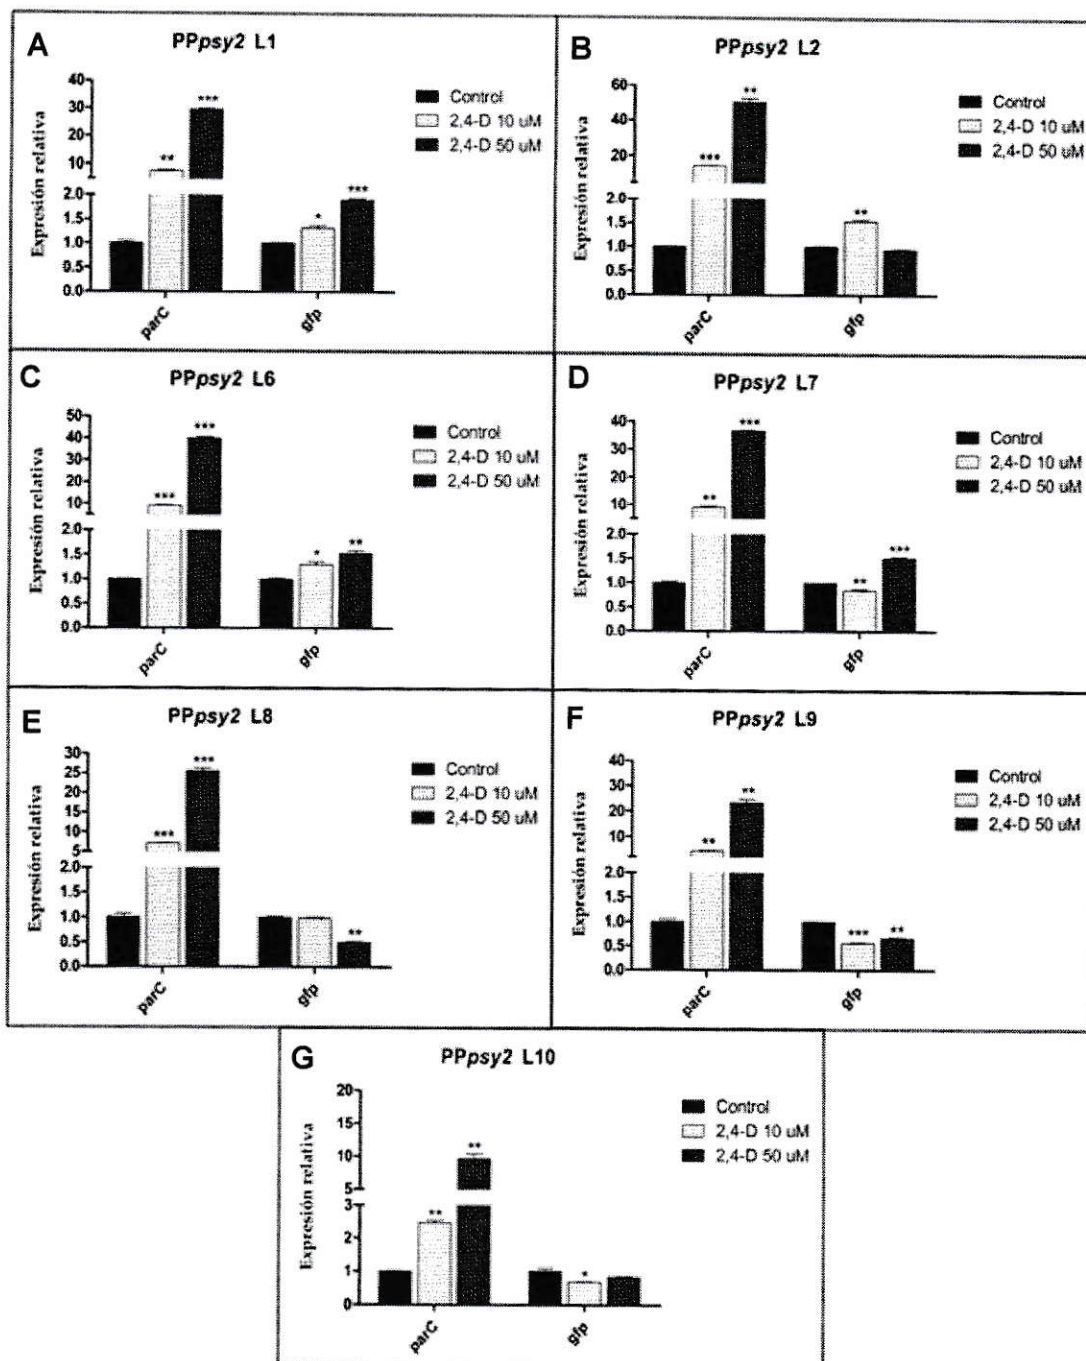 A
PPpsy2 L1
Expresión relativa
40
30
20
10
2.0
1.5
1.0
0.5
0.0
**
***
*
***
parC
gfp
Control
2,4-D 10 uM
2,4-D 50 uM
B
PPpsy2 L2
Expresión relativa
60
40
20
2.0
1.5
1.0
0.5
0.0
***
**
**
parC
gfp
Control
2,4-D 10 uM
2,4-D 50 uM
C
PPpsy2 L6
Expresión relativa
50
40
30
20
10
2.0
1.5
1.0
0.5
0.0
***
***
*
**
parC
gfp
Control
2,4-D 10 uM
2,4-D 50 uM
D
PPpsy2 L7
Expresión relativa
40
30
20
10
2.0
1.5
1.0
0.5
0.0
**
***
**
***
parC
gfp
Control
2,4-D 10 uM
2,4-D 50 uM
E
PPpsy2 L8
Expresión relativa
30
25
20
15
10
5
2.0
1.5
1.0
0.5
0.0
***
***
**
parC
gfp
Control
2,4-D 10 uM
2,4-D 50 uM
F
PPpsy2 L9
Expresión relativa
40
30
20
10
2.0
1.5
1.0
0.5
0.0
**
**
***
**
parC
gfp
Control
2,4-D 10 uM
2,4-D 50 uM
G
PPpsy2 L10
Expresión relativa
20
15
10
5
3
2
1
0
**
**
*
parC
gfp
Control
2,4-D 10 uM
2,4-D 50 uM